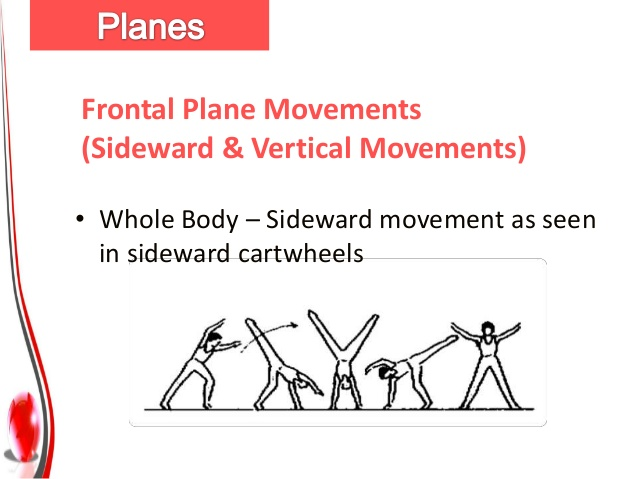 Planes
Frontal Plane Movements
(Sideward & Vertical Movements)
• Whole Body – Sideward movement as seen
in sideward cartwheels